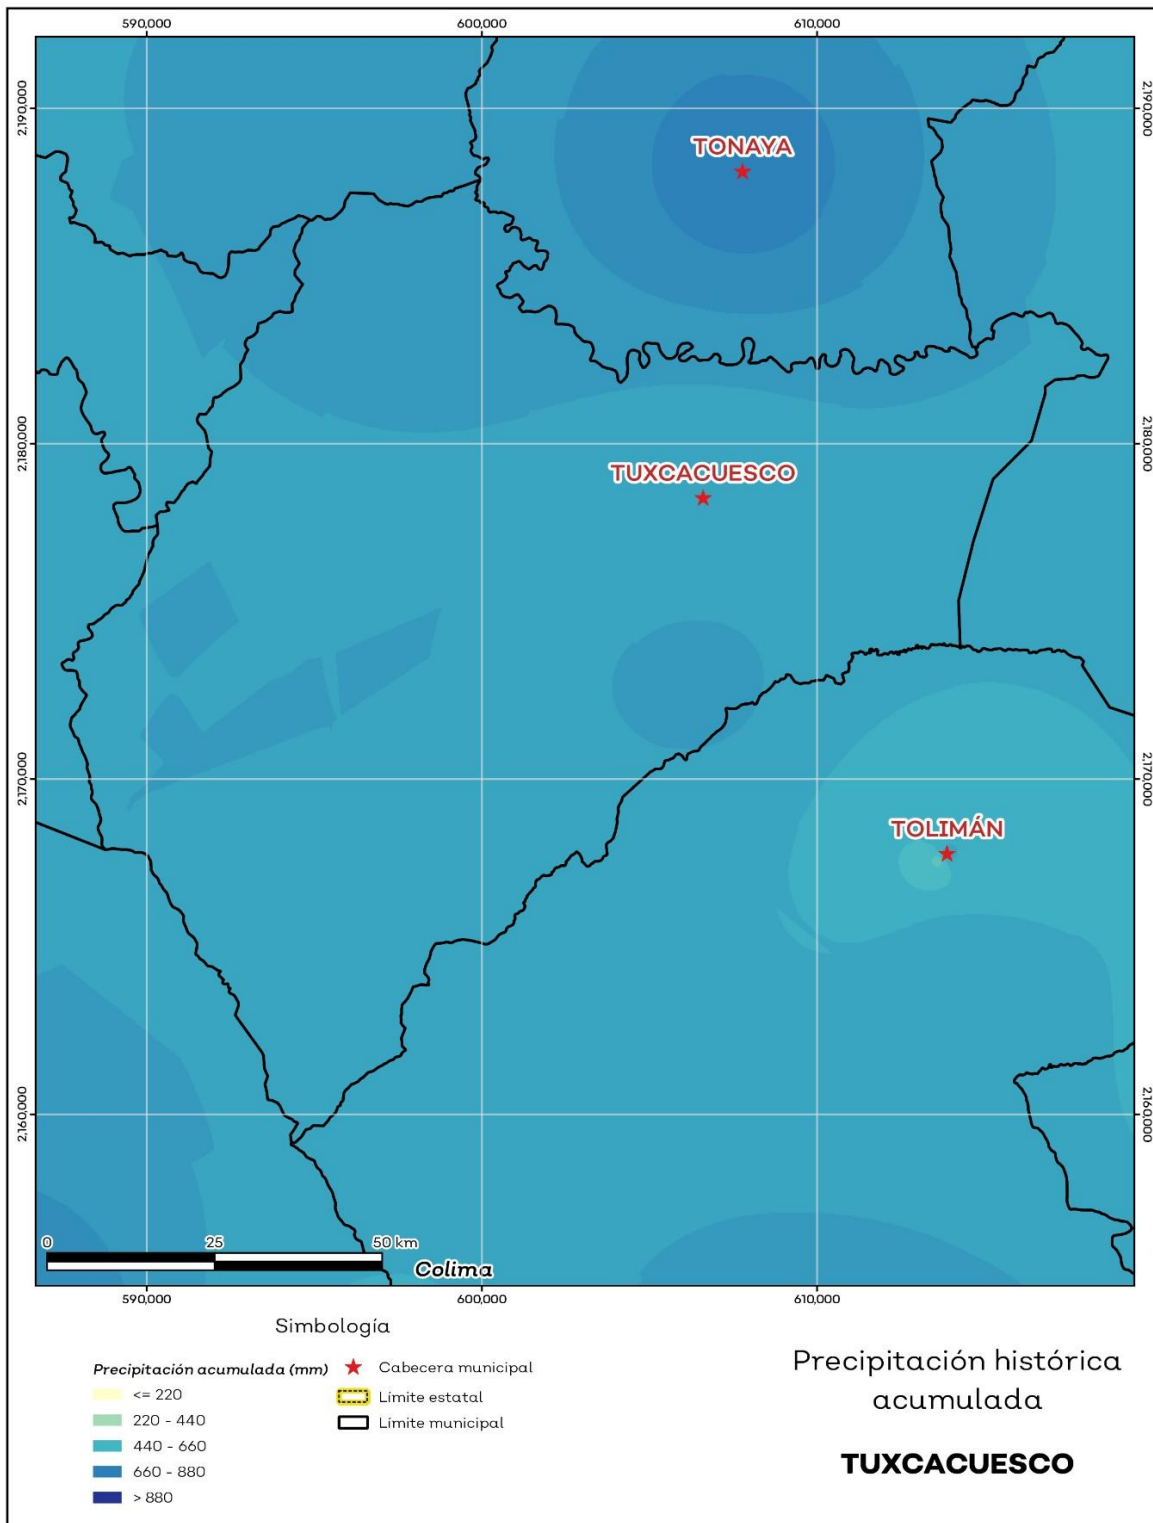 590,000
600,000
610,000
2,190,000
2,190,000
TONAYA
2,180,000
2,180,000
TUXCACUESCO
2,170,000
2,170,000
TOLIMÁN
2,160,000
2,160,000
0
25
50 km
Colima
590,000
600,000
610,000
Simbología
Precipitación acumulada (mm)
<= 220
220 - 440
440 - 660
660 - 880
> 880
Cabecera municipal
Límite estatal
Límite municipal
Precipitación histórica
acumulada
TUXCACUESCO